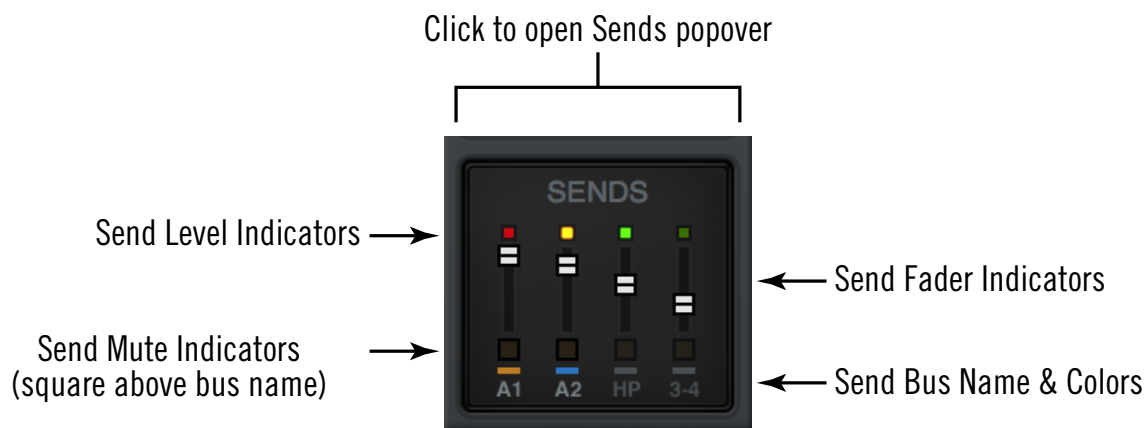 Click to open Sends popover
SENDS
Send Level Indicators
Send Fader Indicators
Send Mute Indicators
(square above bus name)
A1 A2 HP 3-4
Send Bus Name & Colors